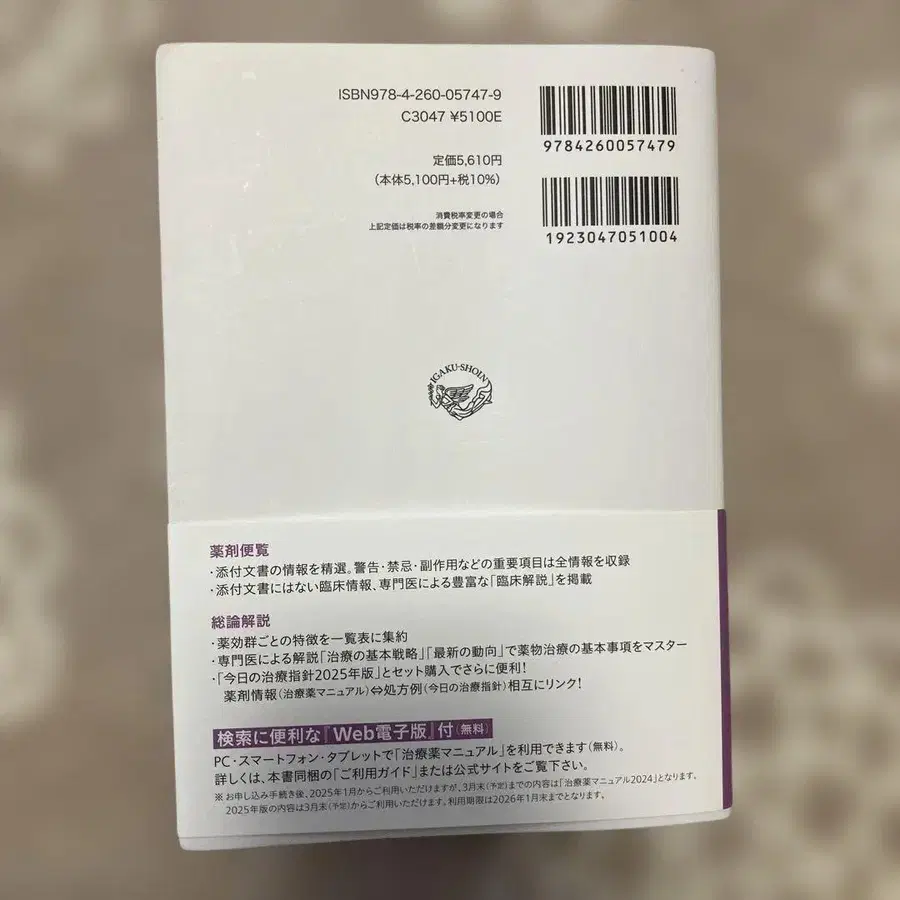 ISBN978-4-260-05747-9
C3047 ¥5100E
定価5,610円
(本体5,100円+税10%)
消費税率変更の場合
上記定価は税率の差額分変更になります
9784260057479
1923047051004
IGAKU-SHOIN
薬剤便覧
・添付文書の情報を精選。警告・禁忌・副作用などの重要項目は全情報を収録
・添付文書にはない臨床情報、専門医による豊富な「臨床解説」を掲載
総論解説
・薬効群ごとの特徴を一覧表に集約
・専門医による解説「治療の基本戦略」「最新の動向」で薬物治療の基本事項をマスター
・「今日の治療指針2025年版」とセット購入でさらに便利!
薬剤情報(治療薬マニュアル)⇔処方例(今日の治療指針)相互にリンク!
検索に便利な『Web電子版』付(無料)
PC・スマートフォン・タブレットで「治療薬マニュアル」を利用できます(無料)。
詳しくは、本書同梱の「ご利用ガイド」または公式サイトをご覧下さい。
※お申し込み手続き後、2025年1月からご利用いただけますが、3月末(予定)までの内容は「治療薬マニュアル2024」となります。
2025年版の内容は3月末(予定)からご利用いただけます。利用期限は2026年1月末までとなります。